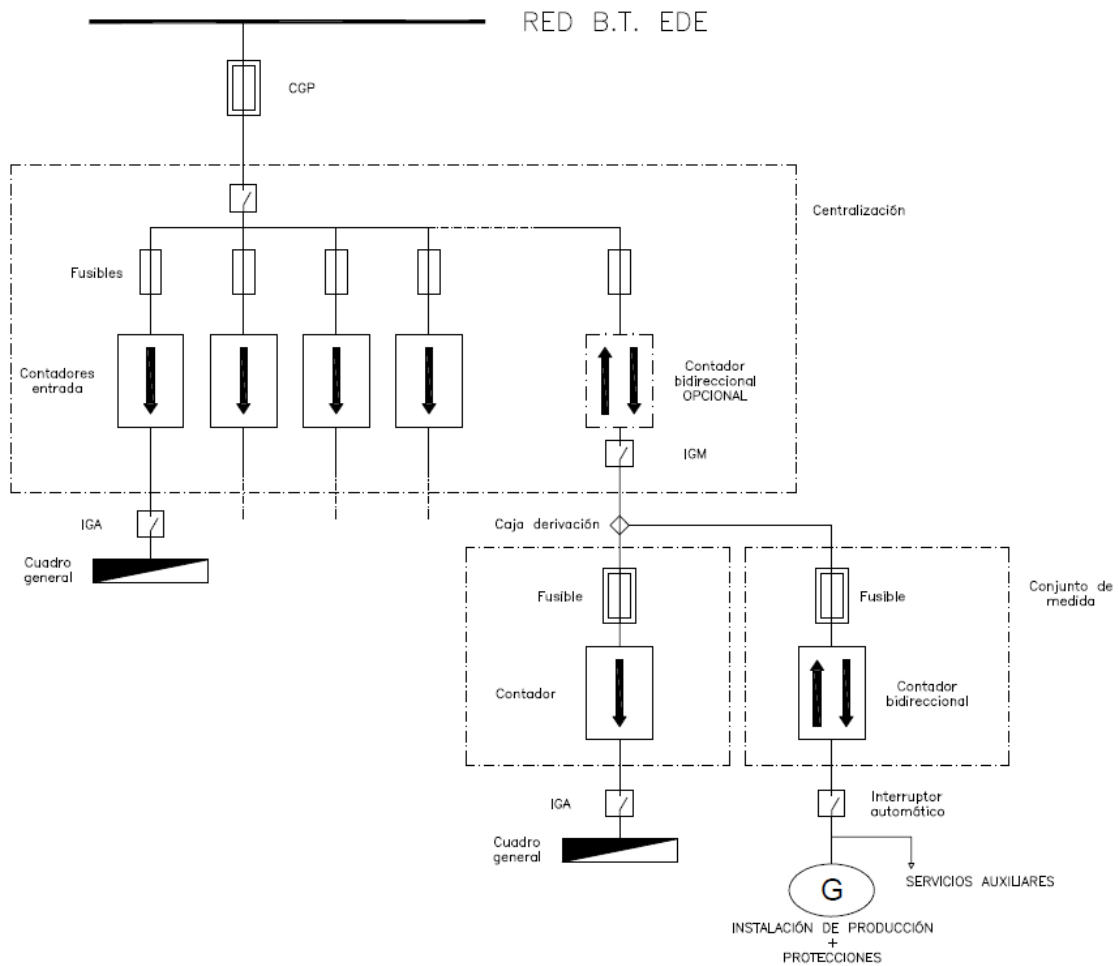 RED B.T. EDE
CGP
Centralización
Fusibles
Contadores
entrada
Contador
bidireccional
OPCIONAL
IGM
IGA
Caja derivación
Cuadro
general
Fusible
Fusible
Conjunto de
medida
Contador
Contador
bidireccional
IGA
Interruptor
automático
Cuadro
general
G
SERVICIOS AUXILIARES
INSTALACIÓN DE PRODUCCIÓN
+
PROTECCIONES